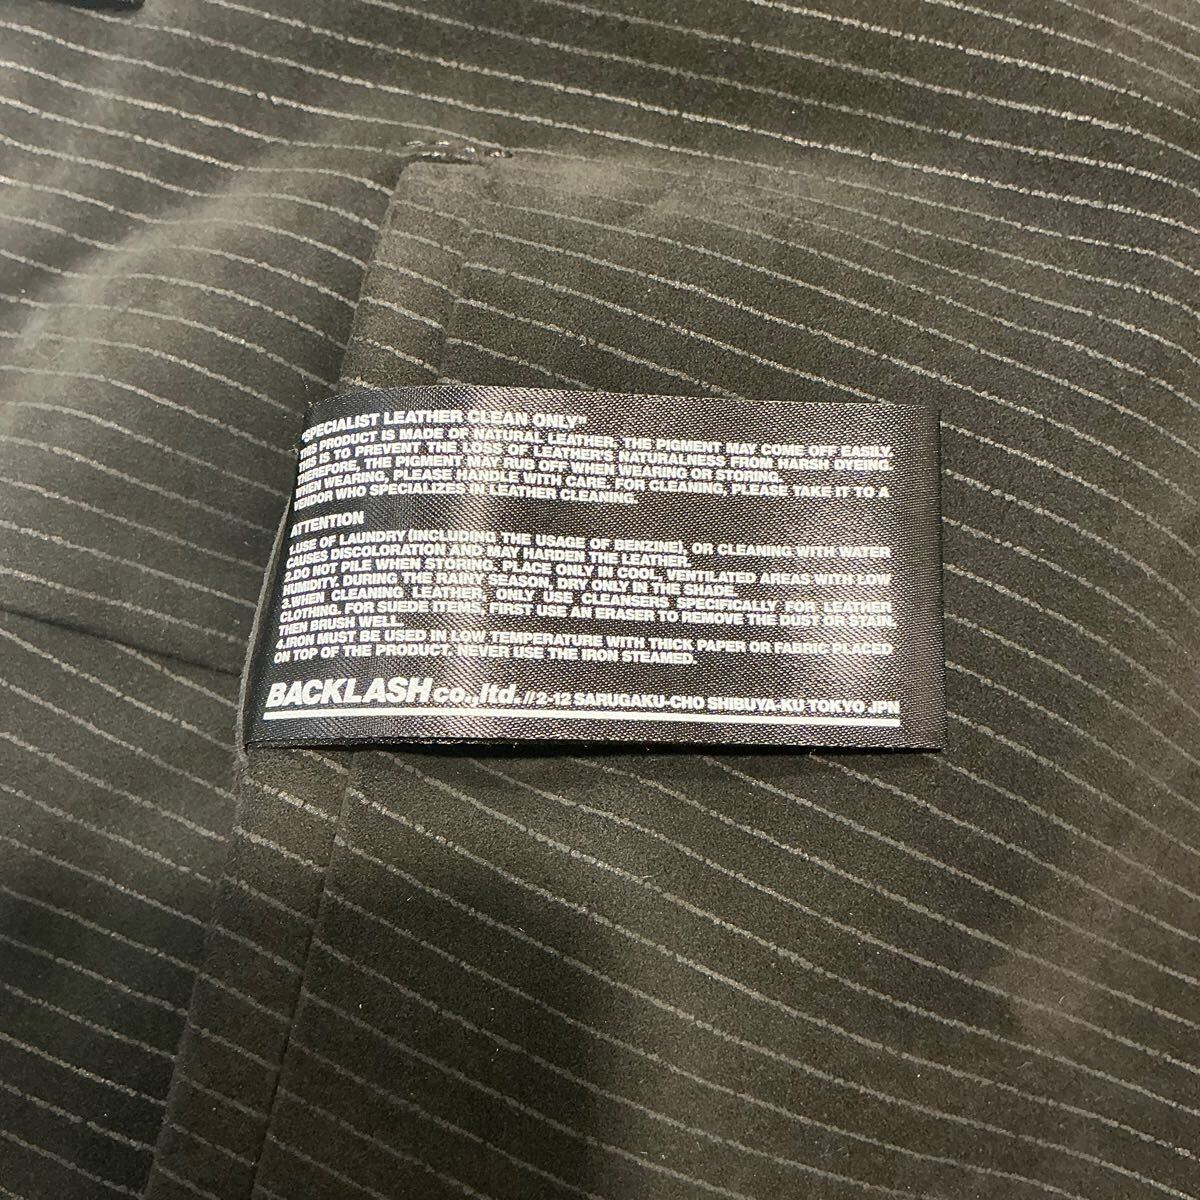 "SPECIALIST LEATHER CLEAN ONLY"
THIS PRODUCT IS MADE OF NATURAL LEATHER, THE PIGMENT MAY COME OFF EASILY.
THIS IS TO PREVENT THE LOSS OF LEATHER'S NATURALNESS FROM HARSH DYEING.
THEREFORE, THE PIGMENT MAY RUB OFF WHEN WEARING OR STORING.
WHEN WEARING, PLEASE HANDLE WITH CARE. FOR CLEANING, PLEASE TAKE IT TO A
VENDOR WHO SPECIALIZES IN LEATHER CLEANING.
ATTENTION
1.USE OF LAUNDRY (INCLUDING THE USAGE OF BENZINE), OR CLEANING WITH WATER
CAUSES DISCOLORATION AND MAY HARDEN THE LEATHER.
2.DO NOT PILE WHEN STORING. PLACE ONLY IN COOL, VENTILATED AREAS WITH LOW
HUMIDITY. DURING THE RAINY SEASON, DRY ONLY IN THE SHADE.
3.WHEN CLEANING LEATHER, ONLY USE CLEANSERS SPECIFICALLY FOR LEATHER
CLOTHING. FOR SUEDE ITEMS, FIRST USE AN ERASER TO REMOVE THE DUST OR STAIN,
THEN BRUSH WELL.
4.IRON MUST BE USED IN LOW TEMPERATURE WITH THICK PAPER OR FABRIC PLACED
ON TOP OF THE PRODUCT. NEVER USE THE IRON STEAMED.
BACKLASH co.,ltd. // 2-12 SARUGAKU-CHO SHIBUYA-KU TOKYO JPN